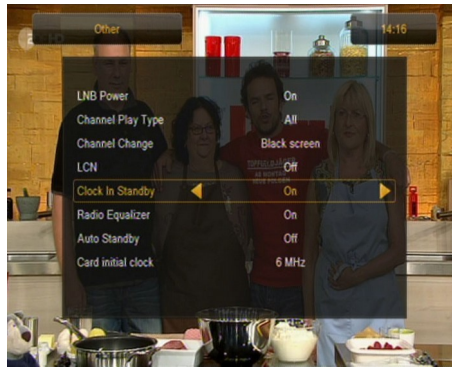 HD
Other
14:16
LNB Power On
Channel Play Type All
Channel Change Black screen
LCN Off
Clock In Standby On
Radio Equalizer On
Auto Standby Off
Card initial clock 6 MHz